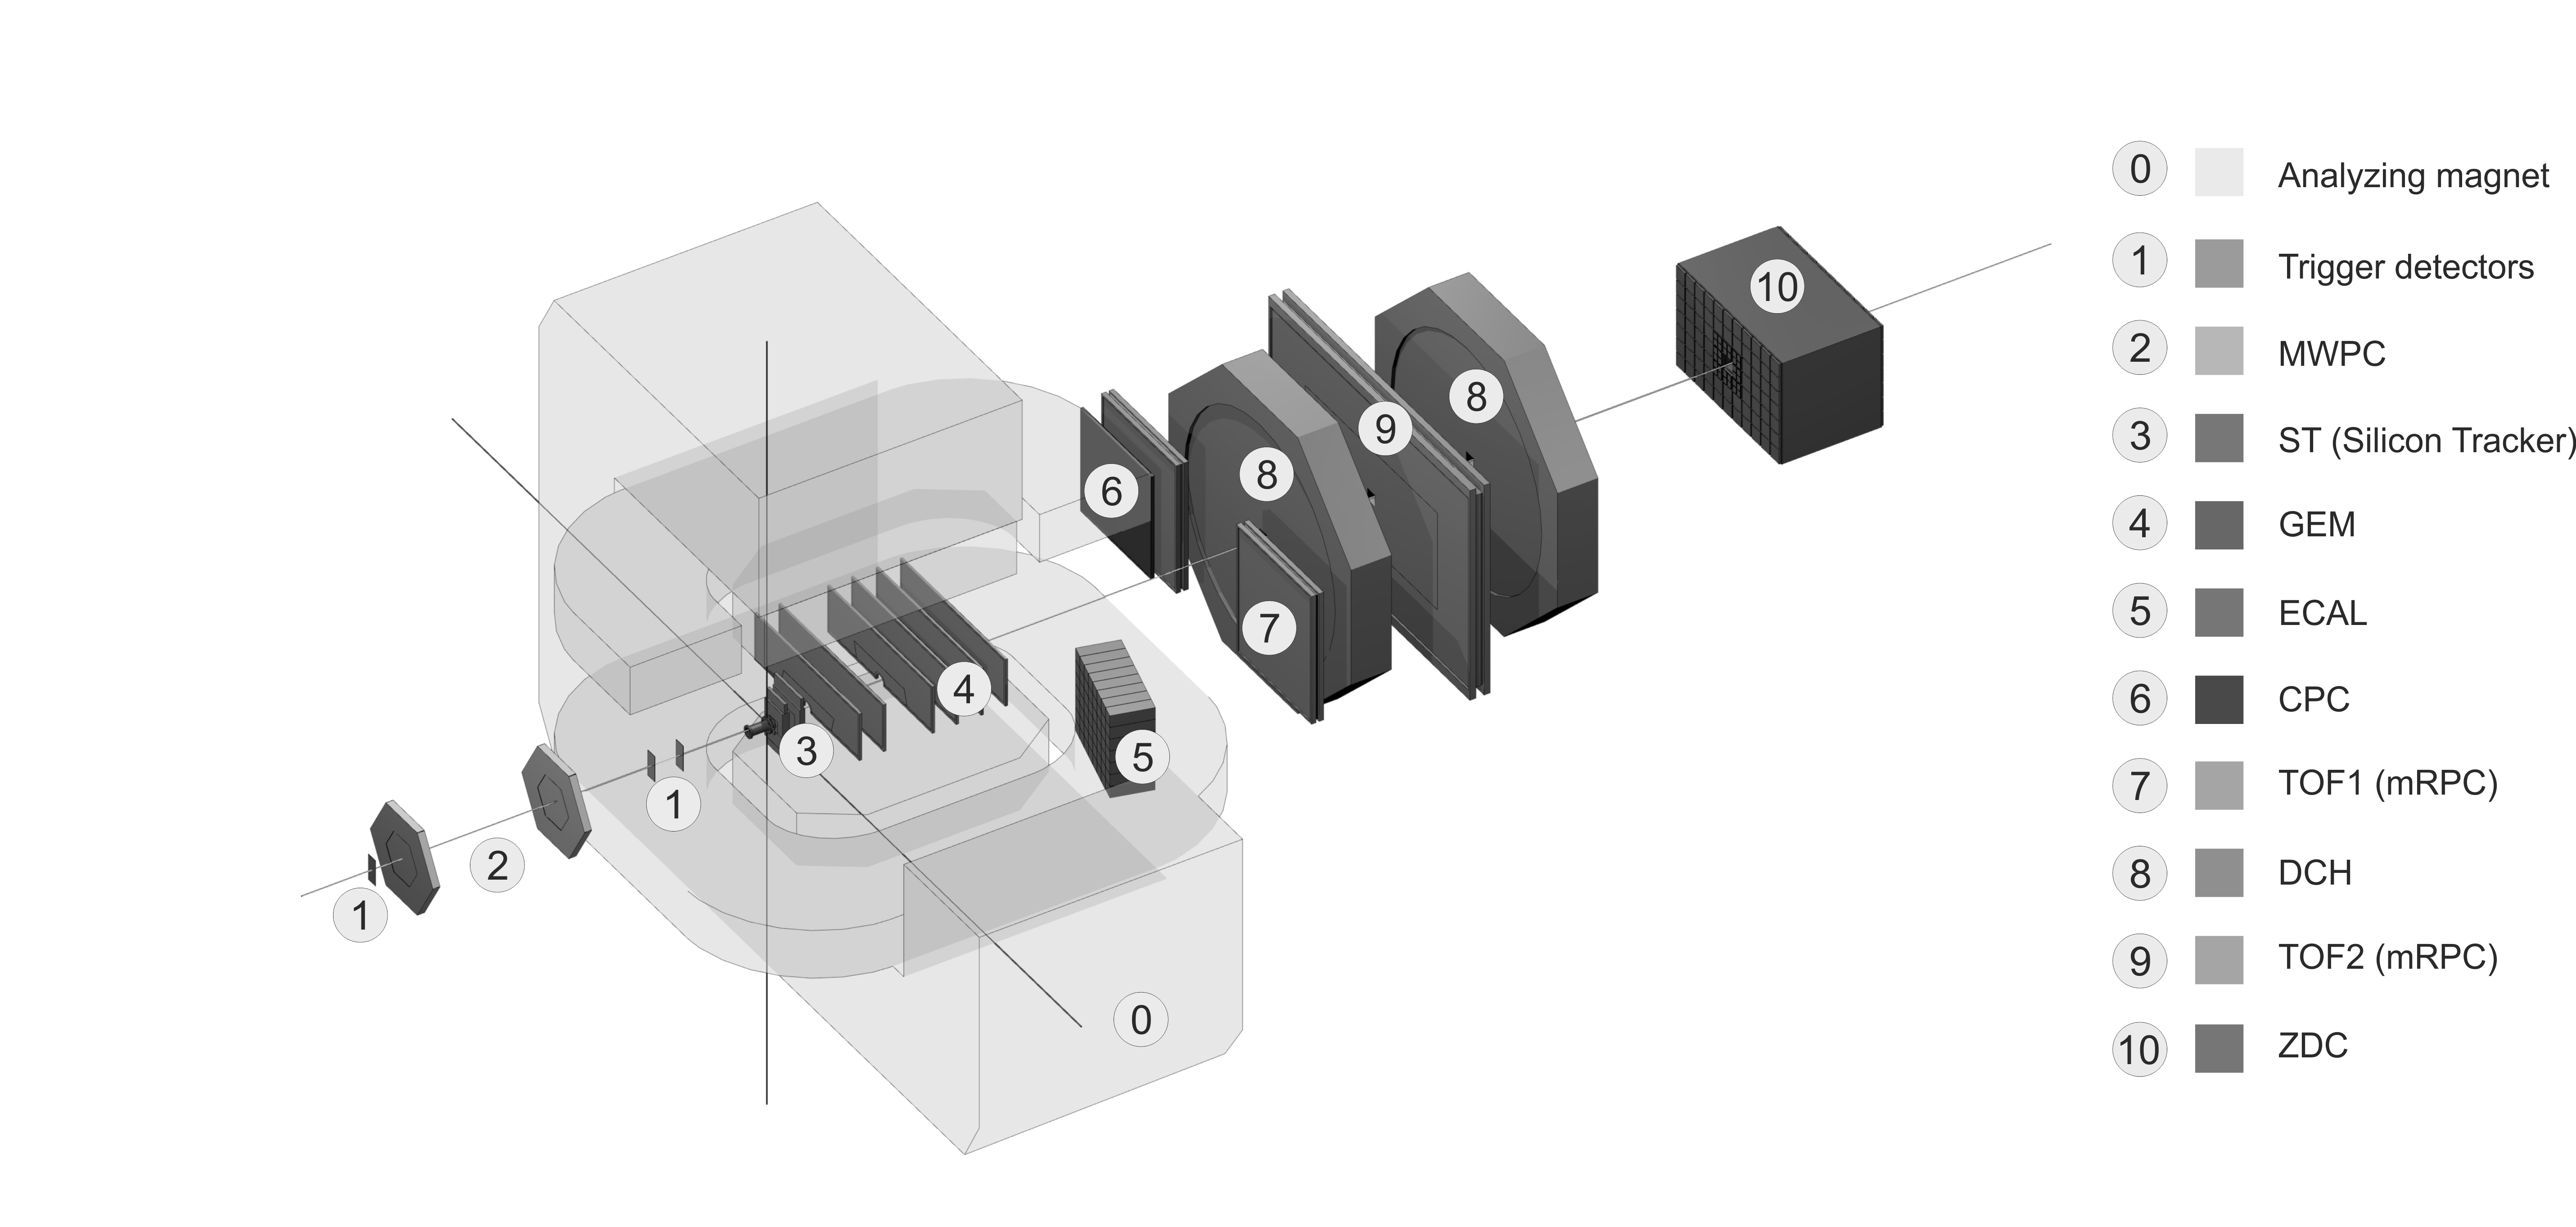 0 Analyzing magnet
1 Trigger detectors
2 MWPC
3 ST (Silicon Tracker)
4 GEM
5 ECAL
6 CPC
7 TOF1 (mRPC)
8 DCH
9 TOF2 (mRPC)
10 ZDC
10
8
9
8
6
7
4
3
5
1
2
1
0